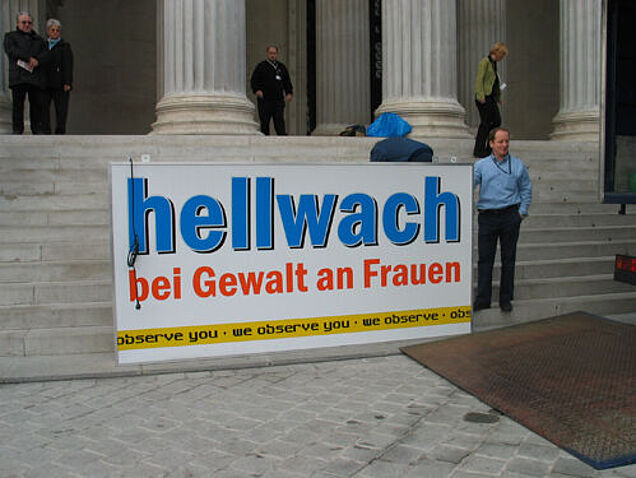 hellwach
bei Gewalt an Frauen
observe you · we observe you · we observe · obs